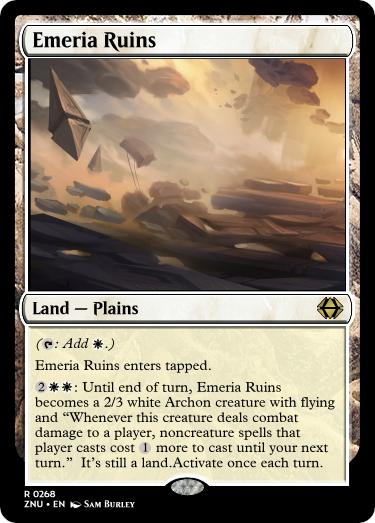 Emeria Ruins
Land — Plains
(T: Add W.)
Emeria Ruins enters tapped.
2WW: Until end of turn, Emeria Ruins
becomes a 2/3 white Archon creature with flying
and “Whenever this creature deals combat
damage to a player, noncreature spells that
player casts cost 1 more to cast until your next
turn.” It’s still a land.Activate once each turn.
R 0268
ZNU • EN SAM BURLEY